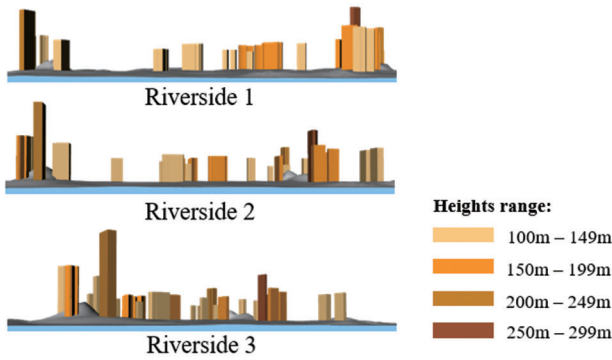 Riverside 1
Riverside 2
Riverside 3
Heights range:
100m – 149m
150m – 199m
200m – 249m
250m – 299m